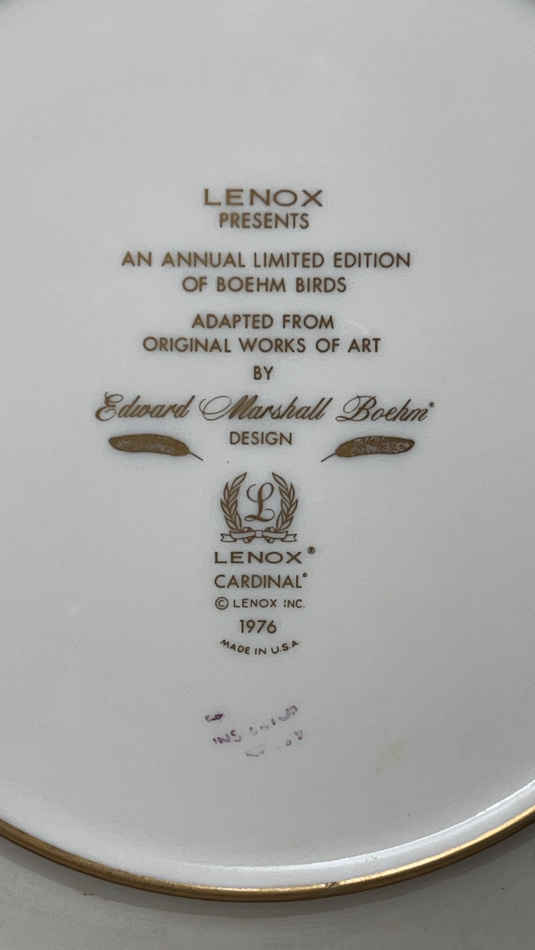 LENOX
PRESENTS
AN ANNUAL LIMITED EDITION
OF BOEHM BIRDS
ADAPTED FROM
ORIGINAL WORKS OF ART
BY
Edward Marshall Boehm®
DESIGN
L
LENOX®
CARDINAL®
© LENOX INC.
1976
MADE IN U.S.A